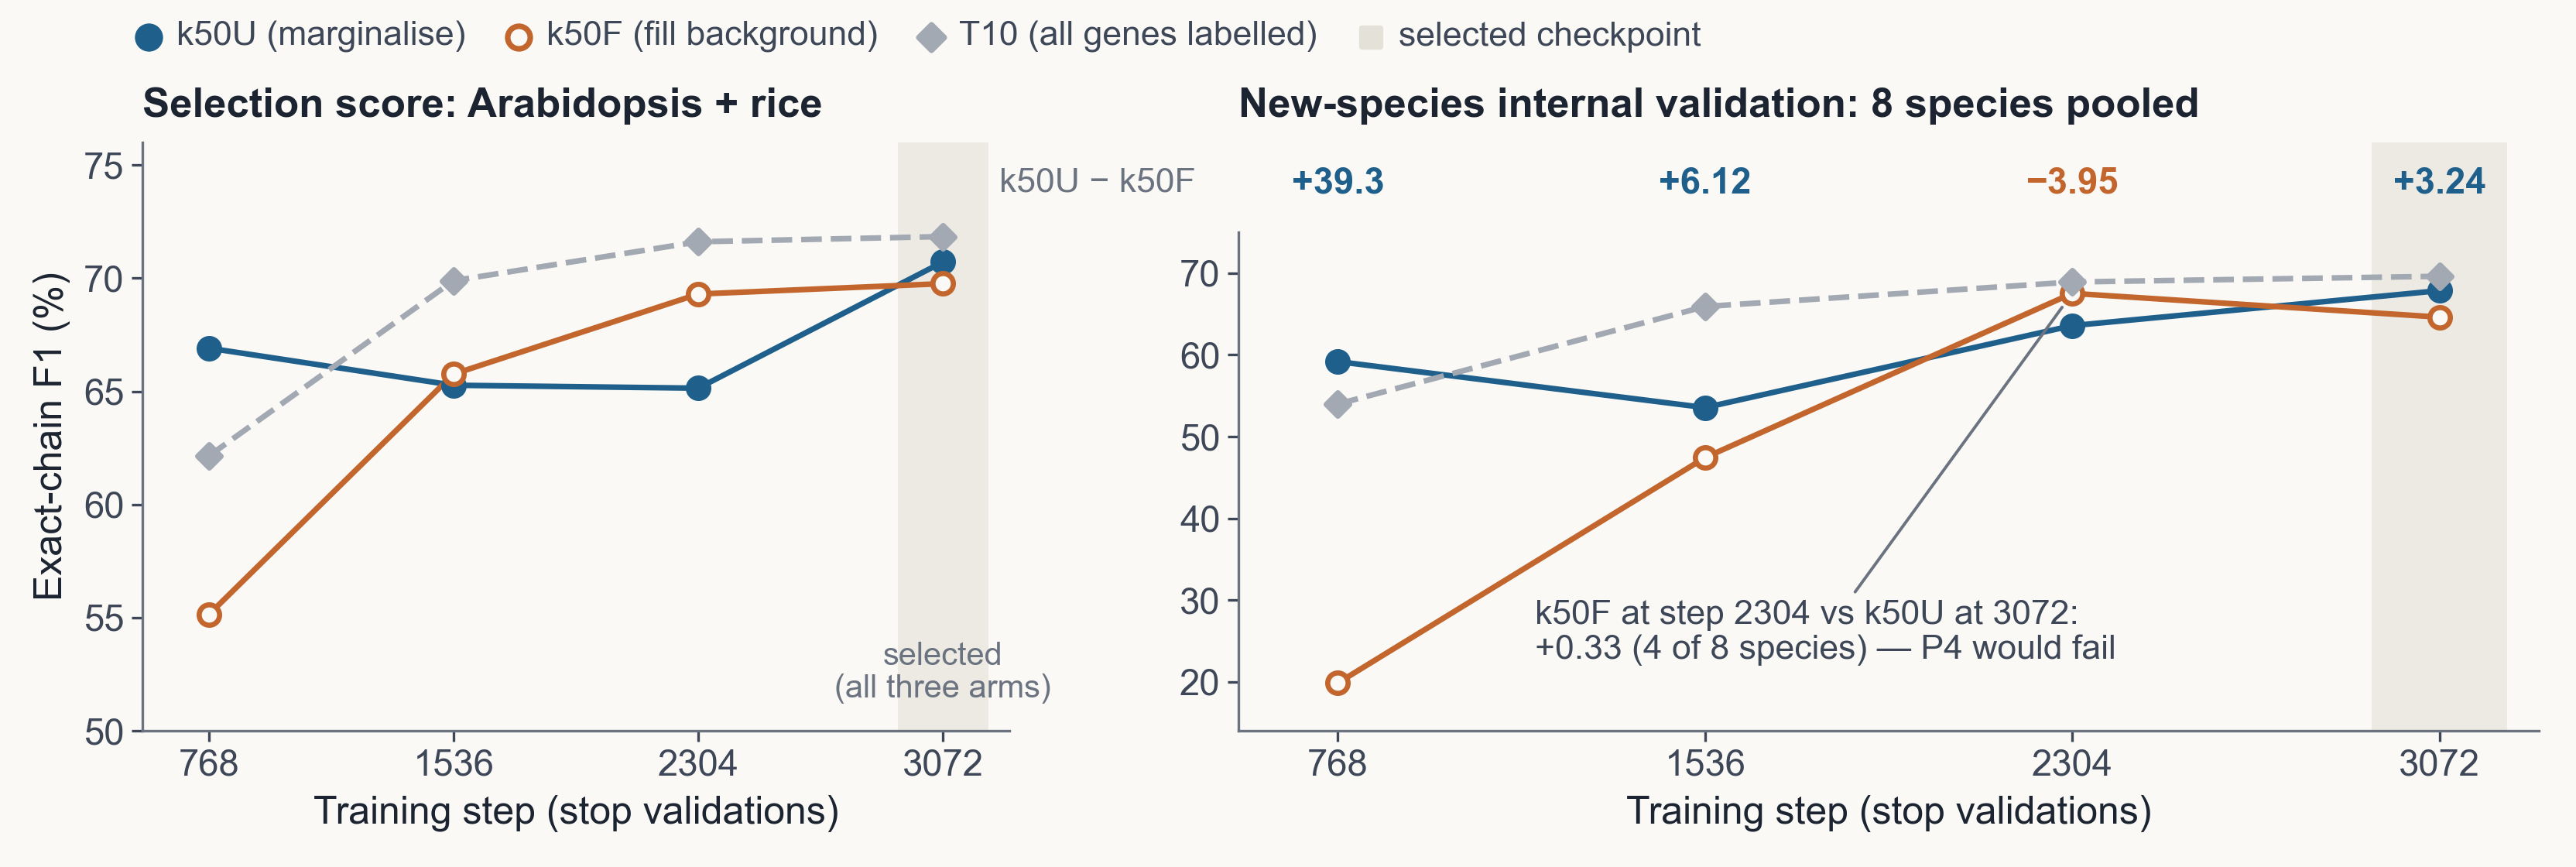 k50U (marginalise)
k50F (fill background)
T10 (all genes labelled)
selected checkpoint
Selection score: Arabidopsis + rice
Exact-chain F1 (%)
75
70
65
60
55
50
selected
(all three arms)
768
1536
2304
3072
Training step (stop validations)
New-species internal validation: 8 species pooled
k50U − k50F
+39.3
+6.12
−3.95
+3.24
70
60
50
40
30
20
k50F at step 2304 vs k50U at 3072:
+0.33 (4 of 8 species) — P4 would fail
768
1536
2304
3072
Training step (stop validations)